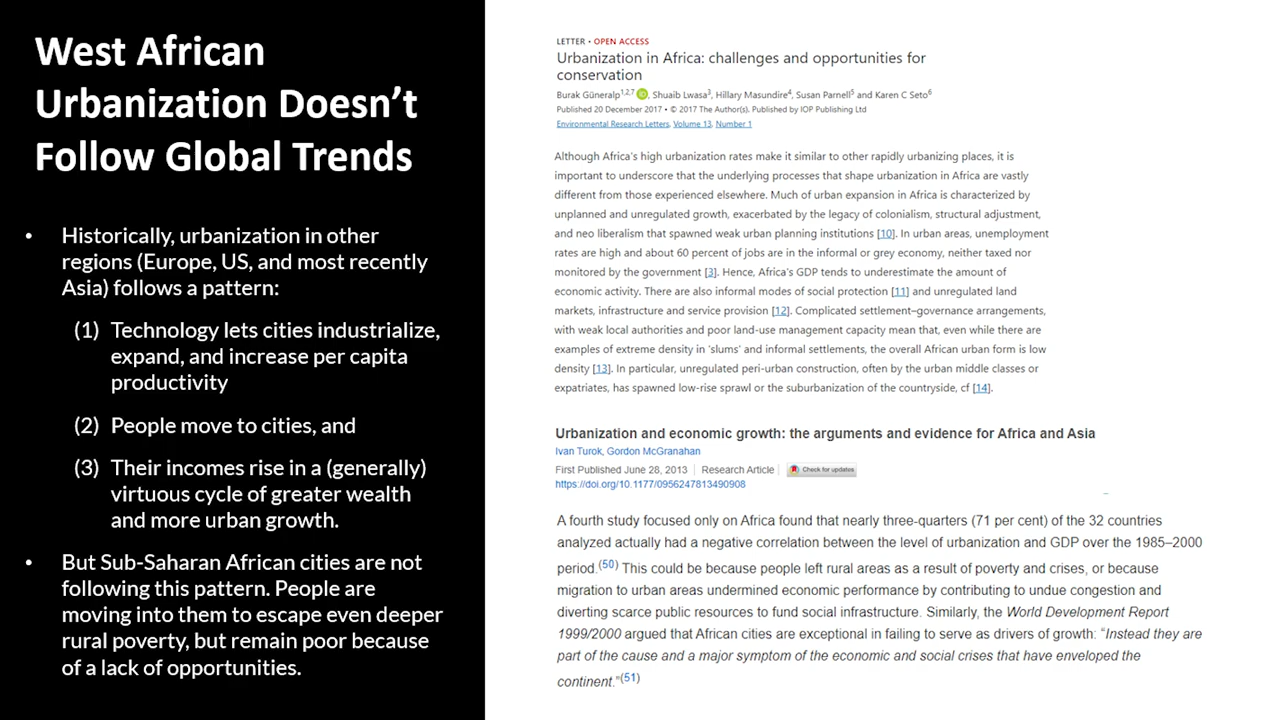 West African
Urbanization Doesn’t
Follow Global Trends
• Historically, urbanization in other
regions (Europe, US, and most recently
Asia) follows a pattern:
(1) Technology lets cities industrialize,
expand, and increase per capita
productivity
(2) People move to cities, and
(3) Their incomes rise in a (generally)
virtuous cycle of greater wealth
and more urban growth.
• But Sub-Saharan African cities are not
following this pattern. People are
moving into them to escape even deeper
rural poverty, but remain poor because
of a lack of opportunities.
LETTER • OPEN ACCESS
Urbanization in Africa: challenges and opportunities for
conservation
Burak Güneralp1,2,7 iD, Shuaib Lwasa3, Hillary Masundire4, Susan Parnell5 and Karen C Seto6
Published 20 December 2017 • © 2017 The Author(s). Published by IOP Publishing Ltd
Environmental Research Letters, Volume 13, Number 1
Although Africa's high urbanization rates make it similar to other rapidly urbanizing places, it is
important to underscore that the underlying processes that shape urbanization in Africa are vastly
different from those experienced elsewhere. Much of urban expansion in Africa is characterized by
unplanned and unregulated growth, exacerbated by the legacy of colonialism, structural adjustment,
and neo liberalism that spawned weak urban planning institutions [10]. In urban areas, unemployment
rates are high and about 60 percent of jobs are in the informal or grey economy, neither taxed nor
monitored by the government [3]. Hence, Africa's GDP tends to underestimate the amount of
economic activity. There are also informal modes of social protection [11] and unregulated land
markets, infrastructure and service provision [12]. Complicated settlement–governance arrangements,
with weak local authorities and poor land-use management capacity mean that, even while there are
examples of extreme density in 'slums' and informal settlements, the overall African urban form is low
density [13]. In particular, unregulated peri-urban construction, often by the urban middle classes or
expatriates, has spawned low-rise sprawl or the suburbanization of the countryside, cf [14].
Urbanization and economic growth: the arguments and evidence for Africa and Asia
Ivan Turok, Gordon McGranahan
First Published June 28, 2013 | Research Article | Check for updates
https://doi.org/10.1177/0956247813490908
A fourth study focused only on Africa found that nearly three-quarters (71 per cent) of the 32 countries
analyzed actually had a negative correlation between the level of urbanization and GDP over the 1985–2000
period.(50) This could be because people left rural areas as a result of poverty and crises, or because
migration to urban areas undermined economic performance by contributing to undue congestion and
diverting scarce public resources to fund social infrastructure. Similarly, the World Development Report
1999/2000 argued that African cities are exceptional in failing to serve as drivers of growth: “Instead they are
part of the cause and a major symptom of the economic and social crises that have enveloped the
continent.”(51)